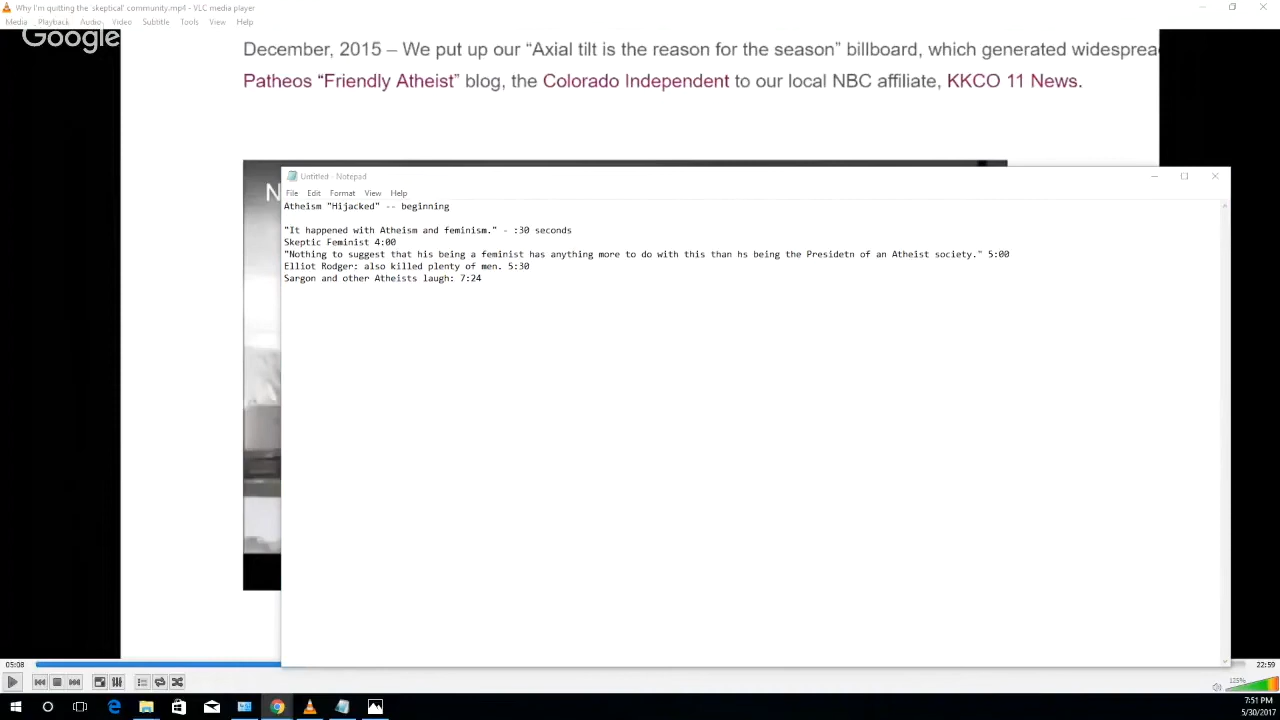 Why I'm quitting the 'skeptical' community.mp4 - VLC media player
Media Playback Audio Video Subtitle Tools View Help
Google
December, 2015 – We put up our “Axial tilt is the reason for the season” billboard, which generated widesprea
Patheos “Friendly Atheist” blog, the Colorado Independent to our local NBC affiliate, KKCO 11 News.
N
Untitled - Notepad
File Edit Format View Help
Atheism "Hijacked" -- beginning
"It happened with Atheism and feminism." - :30 seconds
Skeptic Feminist 4:00
"Nothing to suggest that his being a feminist has anything more to do with this than hs being the Presidetn of an Atheist society." 5:00
Elliot Rodger: also killed plenty of men. 5:30
Sargon and other Atheists laugh: 7:24
05:08
22:59
125%
7:51 PM
5/30/2017